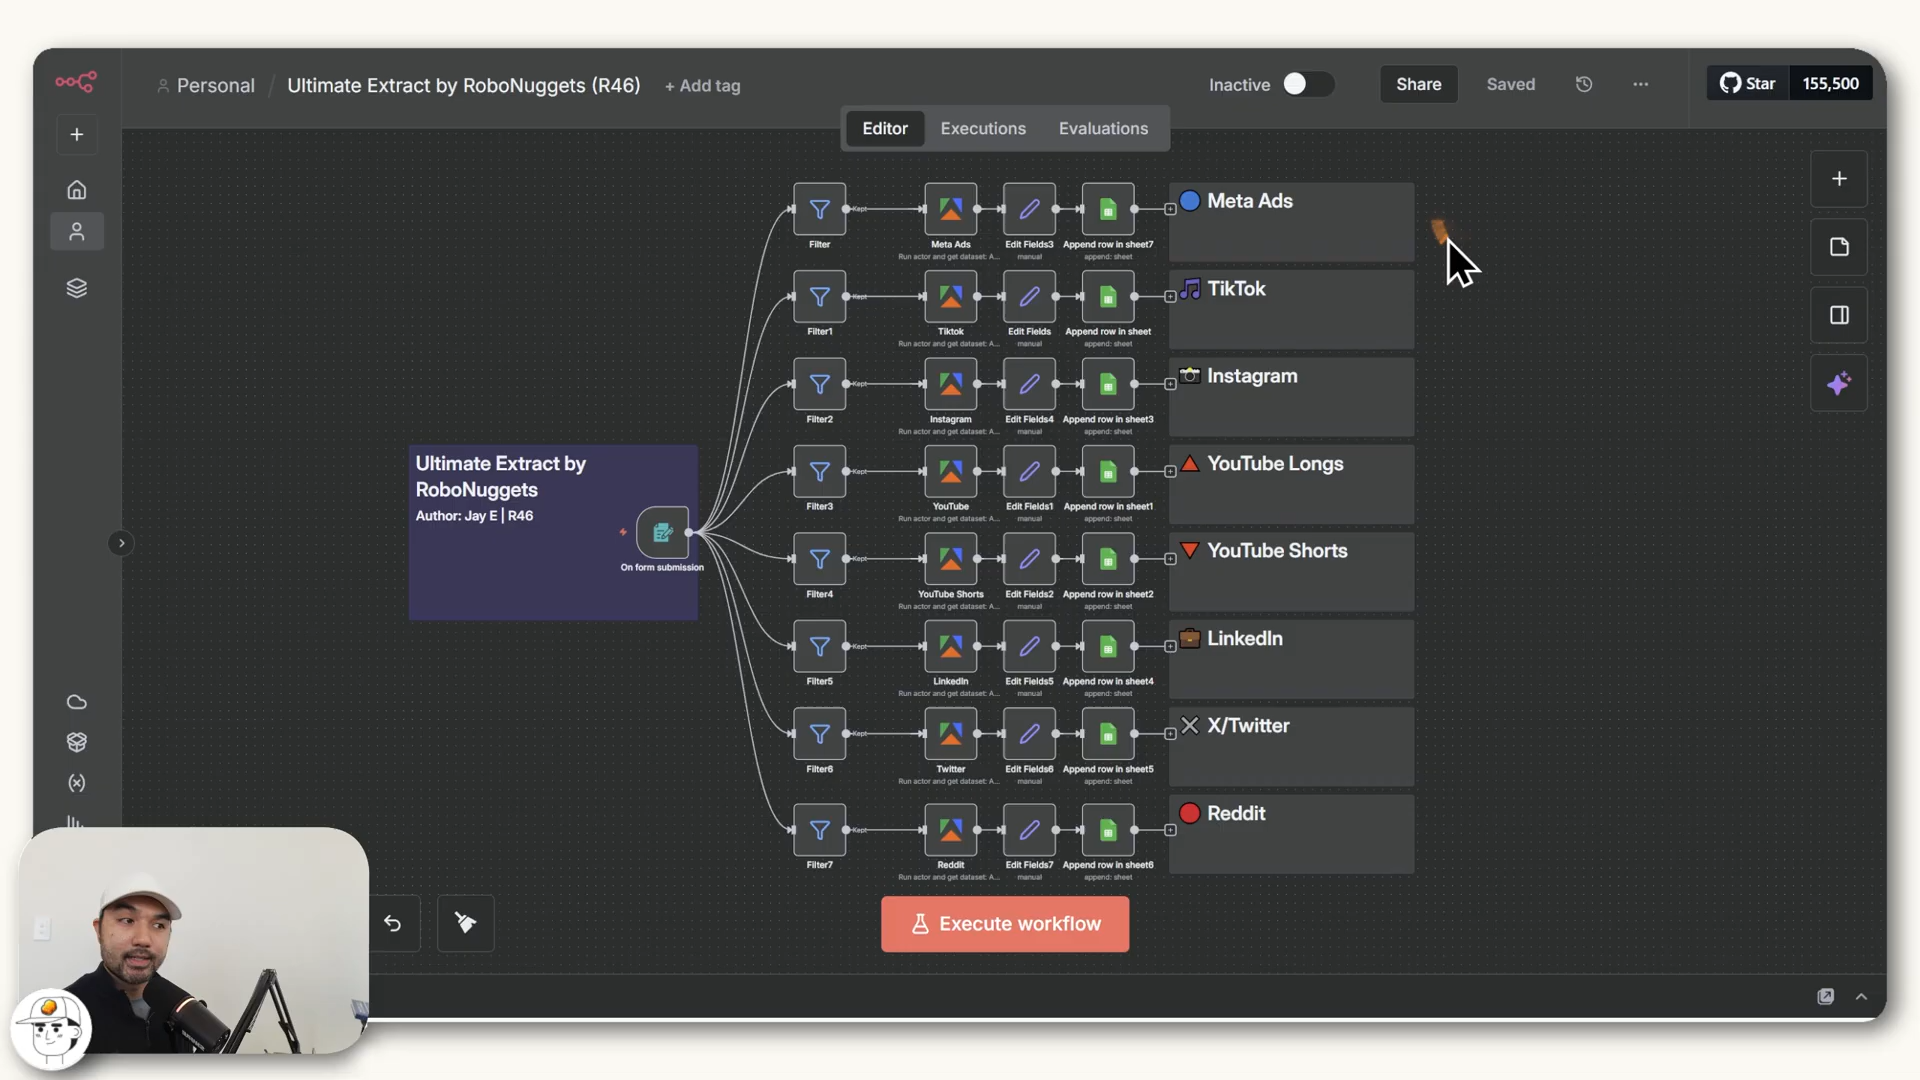 Personal / Ultimate Extract by RoboNuggets (R46) + Add tag
Inactive Share Saved ... Star 155,500
Editor Executions Evaluations
Kept
Filter Meta Ads Edit Fields3 Append row in sheet7
Run actor and get dataset: A... manual append: sheet
Meta Ads
Kept
Filter1 Tiktok Edit Fields Append row in sheet
Run actor and get dataset: A... manual append: sheet
TikTok
Kept
Filter2 Instagram Edit Fields4 Append row in sheet3
Run actor and get dataset: A... manual append: sheet
Instagram
Kept
Filter3 YouTube Edit Fields1 Append row in sheet1
Run actor and get dataset: A... manual append: sheet
YouTube Longs
Ultimate Extract by
RoboNuggets
Author: Jay E | R46
On form submission
Kept
Filter4 YouTube Shorts Edit Fields2 Append row in sheet2
Run actor and get dataset: A... manual append: sheet
YouTube Shorts
Kept
Filter5 LinkedIn Edit Fields5 Append row in sheet4
Run actor and get dataset: A... manual append: sheet
LinkedIn
Kept
Filter6 Twitter Edit Fields6 Append row in sheet5
Run actor and get dataset: A... manual append: sheet
X/Twitter
Kept
Filter7 Reddit Edit Fields7 Append row in sheet6
Run actor and get dataset: A... manual append: sheet
Reddit
Execute workflow